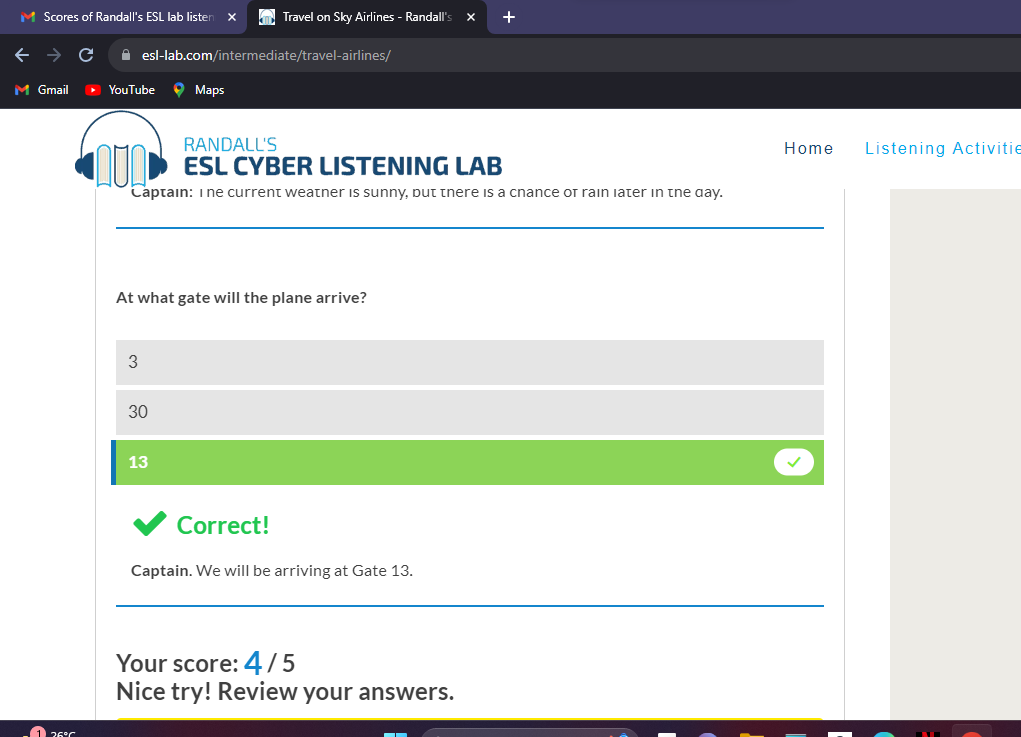 Scores of Randall's ESL lab listen
Travel on Sky Airlines - Randall's
esl-lab.com/intermediate/travel-airlines/
Gmail
YouTube
Maps
RANDALL'S
ESL CYBER LISTENING LAB
Home
Listening Activitie
Captain: The current weather is sunny, but there is a chance of rain later in the day.
At what gate will the plane arrive?
3
30
13
Correct!
Captain. We will be arriving at Gate 13.
Your score: 4 / 5
Nice try! Review your answers.
1
26°C